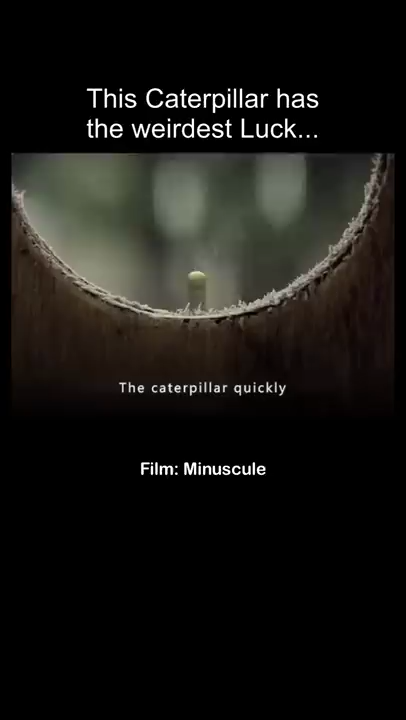 This Caterpillar has
the weirdest Luck...
The caterpillar quickly
Film: Minuscule